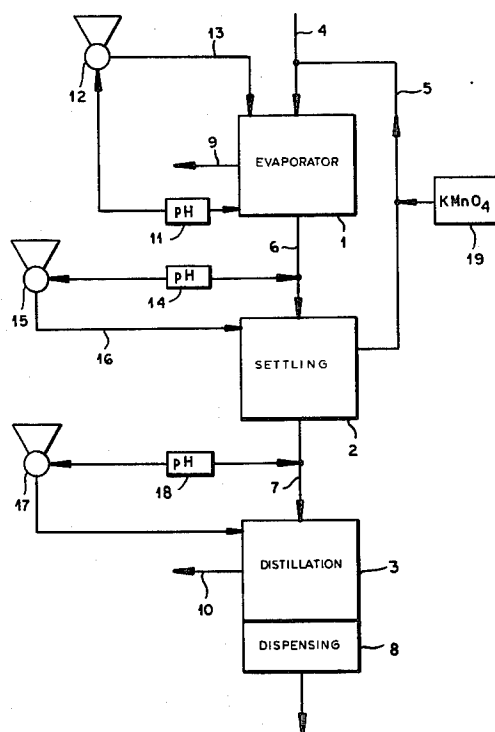 13
4
12
5
9
EVAPORATOR
KMnO4
pH
11
1
19
6
pH
14
15
16
SETTLING
2
pH
17
18
7
DISTILLATION
3
10
DISPENSING
8